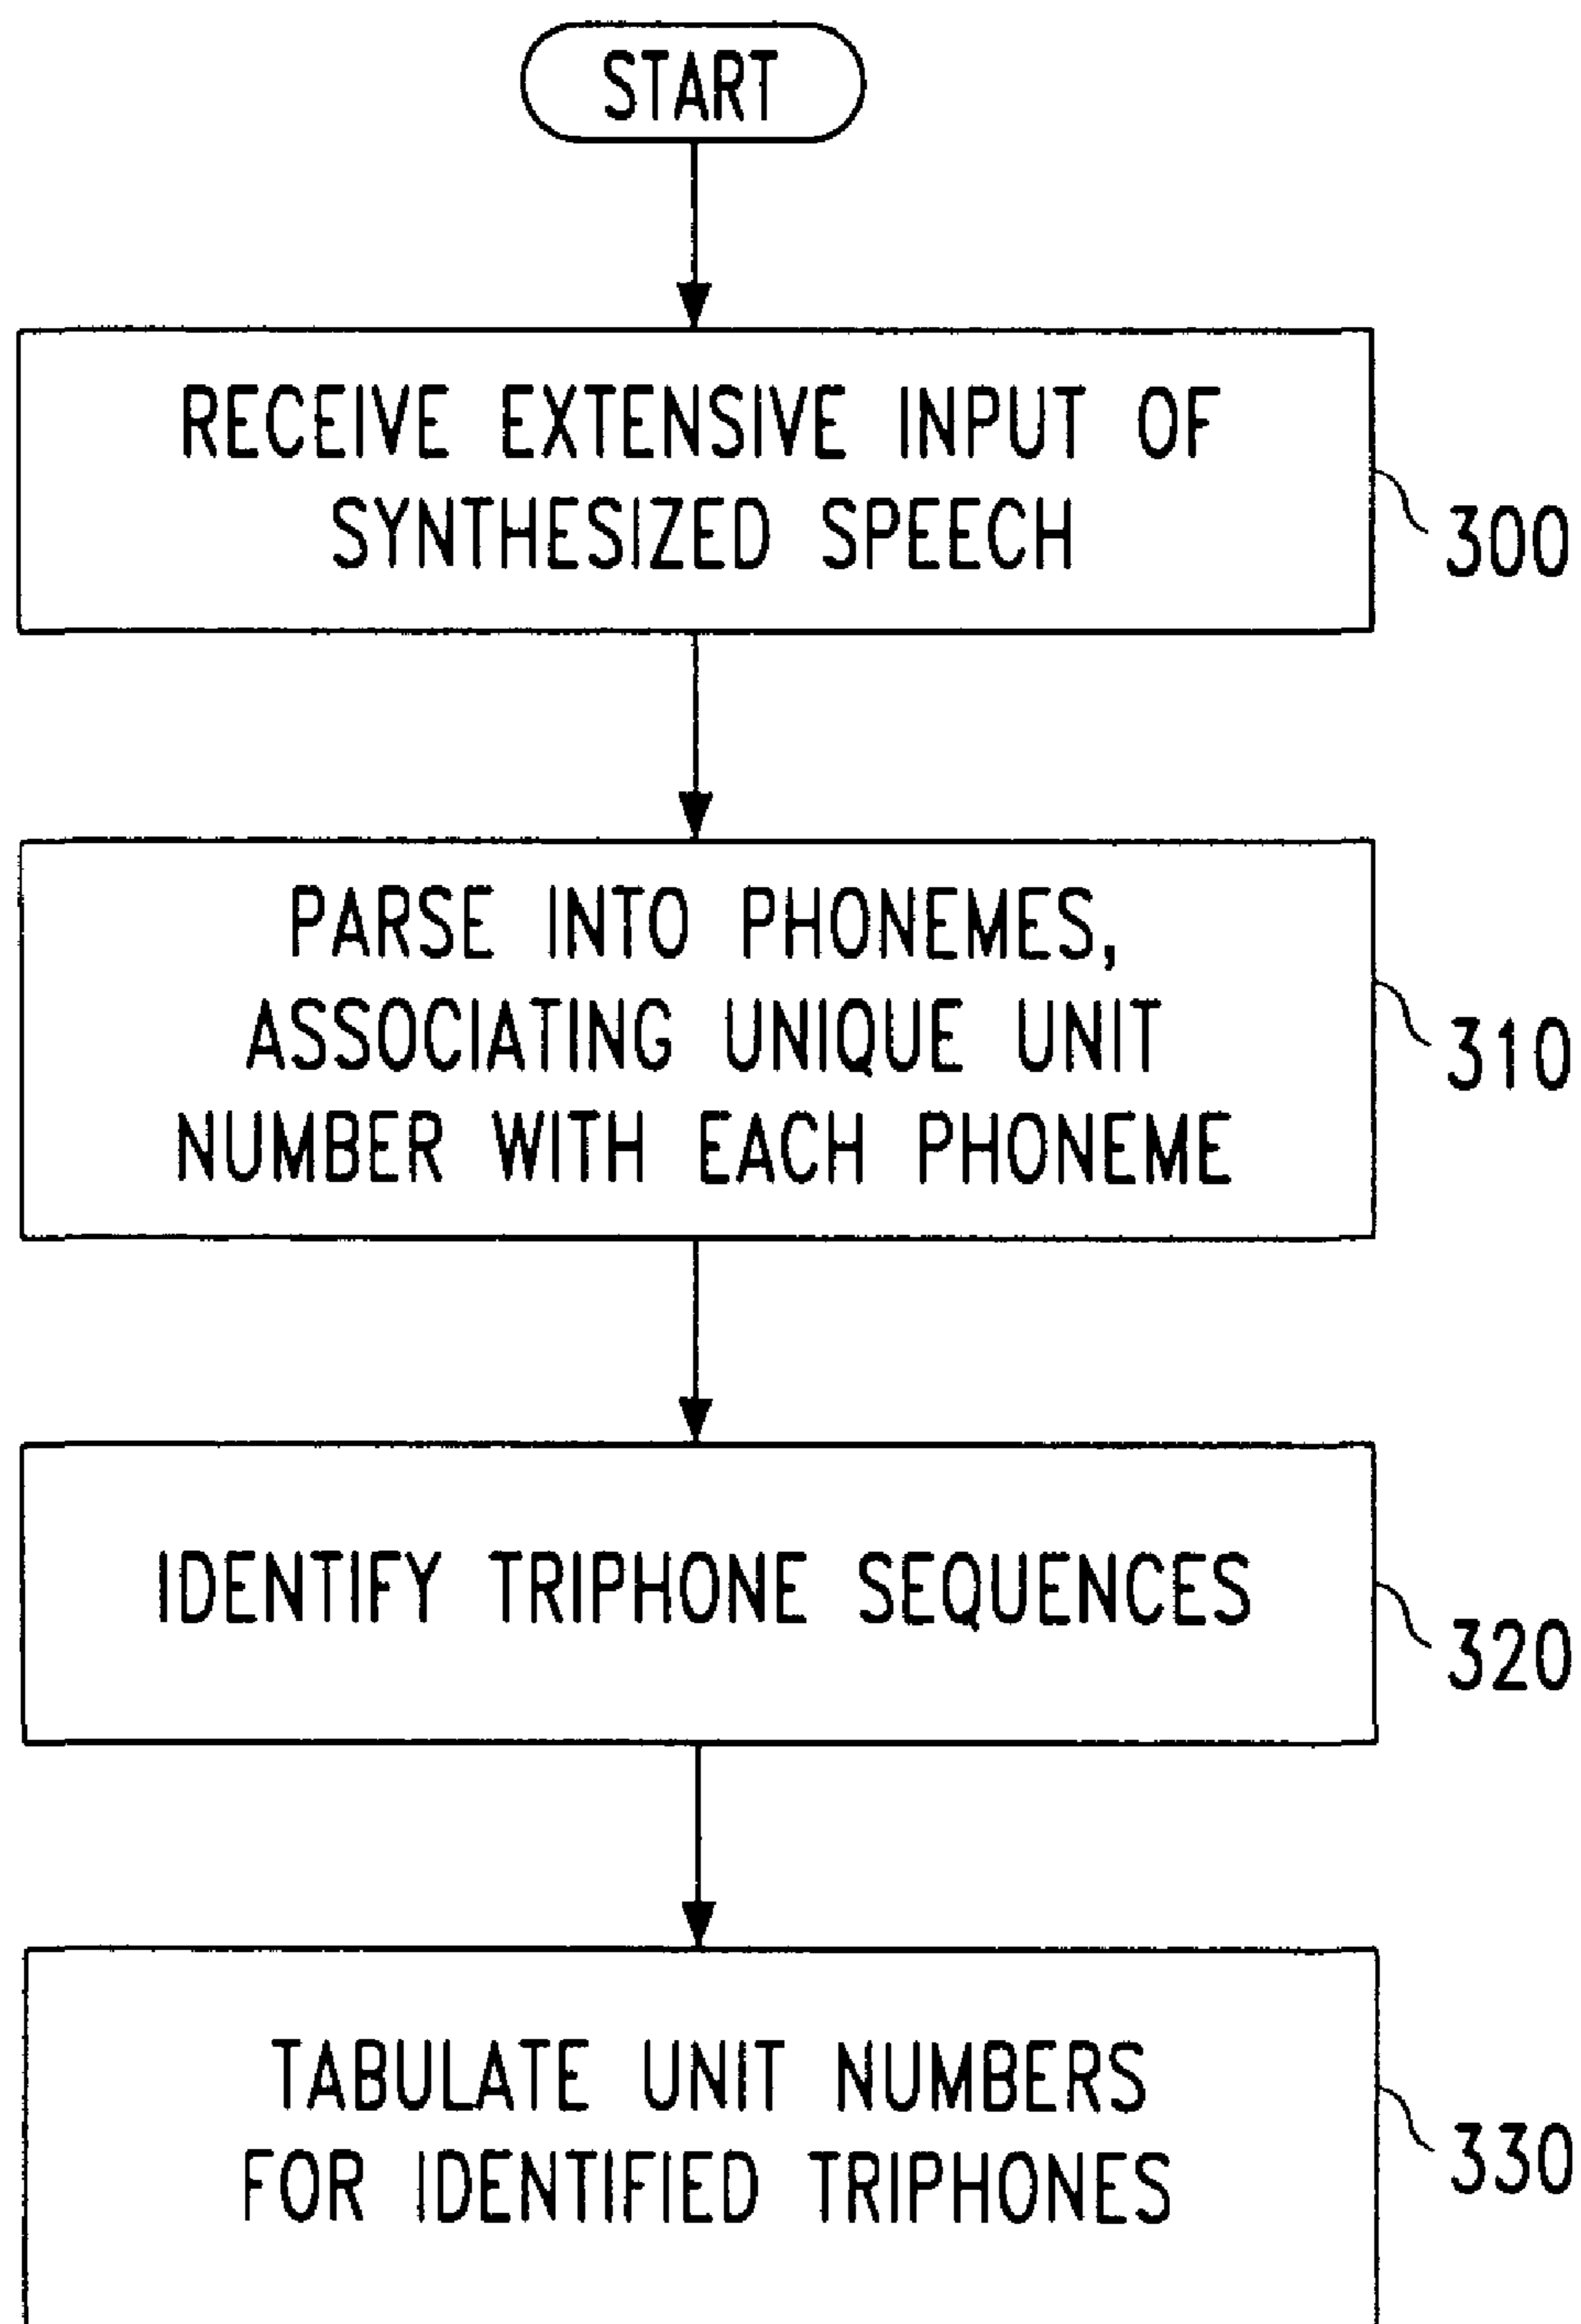 START
RECEIVE EXTENSIVE INPUT OF
SYNTHESIZED SPEECH
300
PARSE INTO PHONEMES,
ASSOCIATING UNIQUE UNIT
NUMBER WITH EACH PHONEME
310
IDENTIFY TRIPHONE SEQUENCES
320
TABULATE UNIT NUMBERS
FOR IDENTIFIED TRIPHONES
330